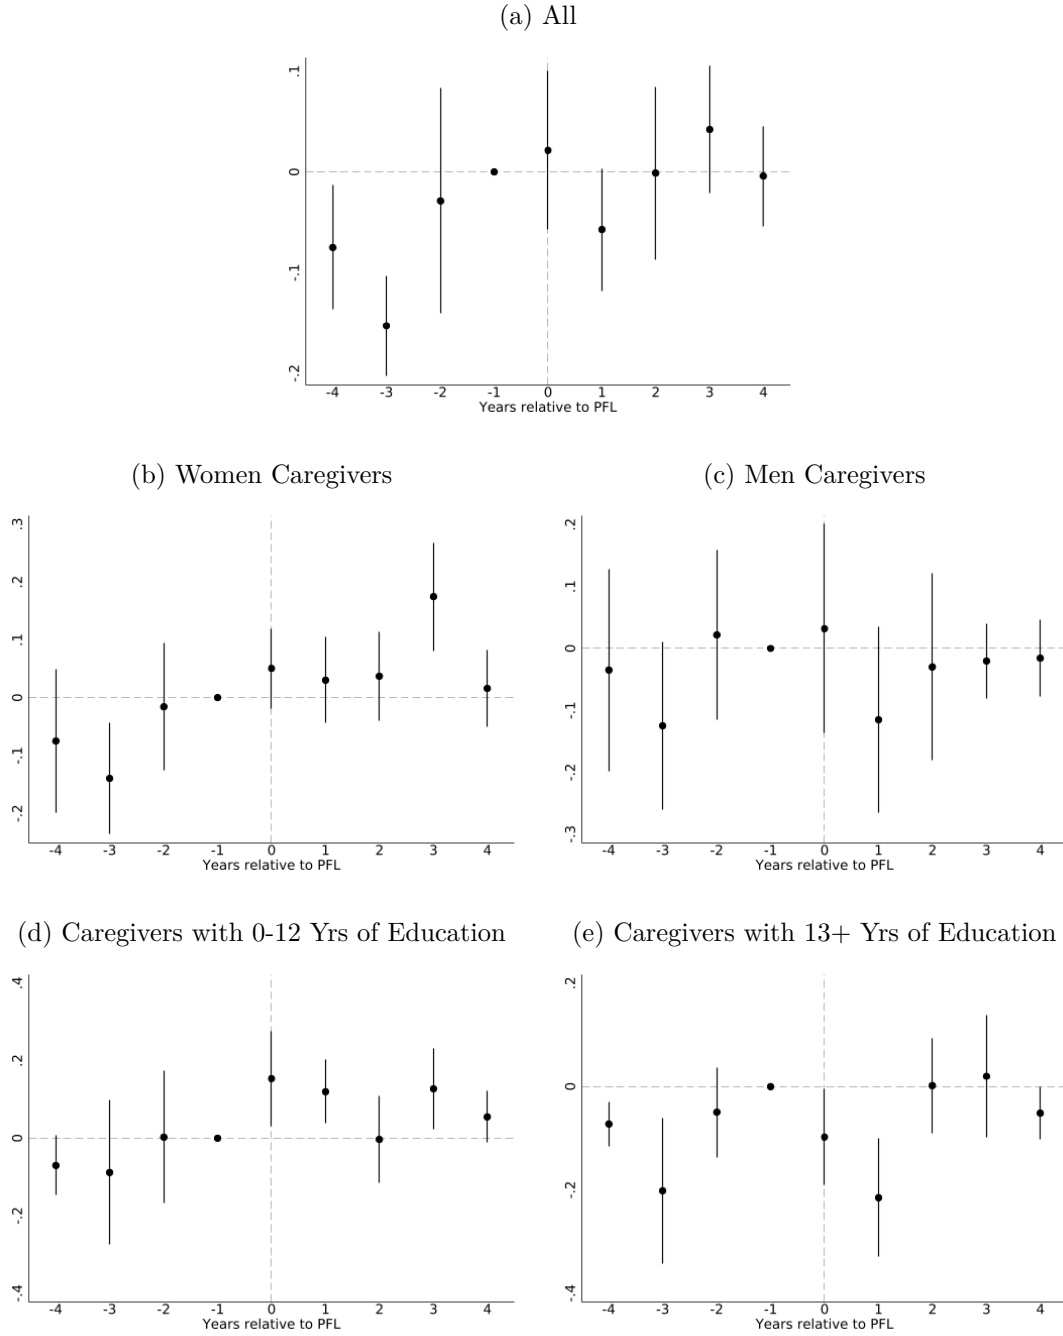 (a) All
.1
0
-.1
-.2
-4 -3 -2 -1 0 1 2 3 4
Years relative to PFL
(b) Women Caregivers
.3
.2
.1
0
-.1
-.2
-4 -3 -2 -1 0 1 2 3 4
Years relative to PFL
(c) Men Caregivers
.2
.1
0
-.1
-.2
-.3
-4 -3 -2 -1 0 1 2 3 4
Years relative to PFL
(d) Caregivers with 0-12 Yrs of Education
.4
.2
0
-.2
-.4
-4 -3 -2 -1 0 1 2 3 4
Years relative to PFL
(e) Caregivers with 13+ Yrs of Education
.2
0
-.2
-.4
-4 -3 -2 -1 0 1 2 3 4
Years relative to PFL